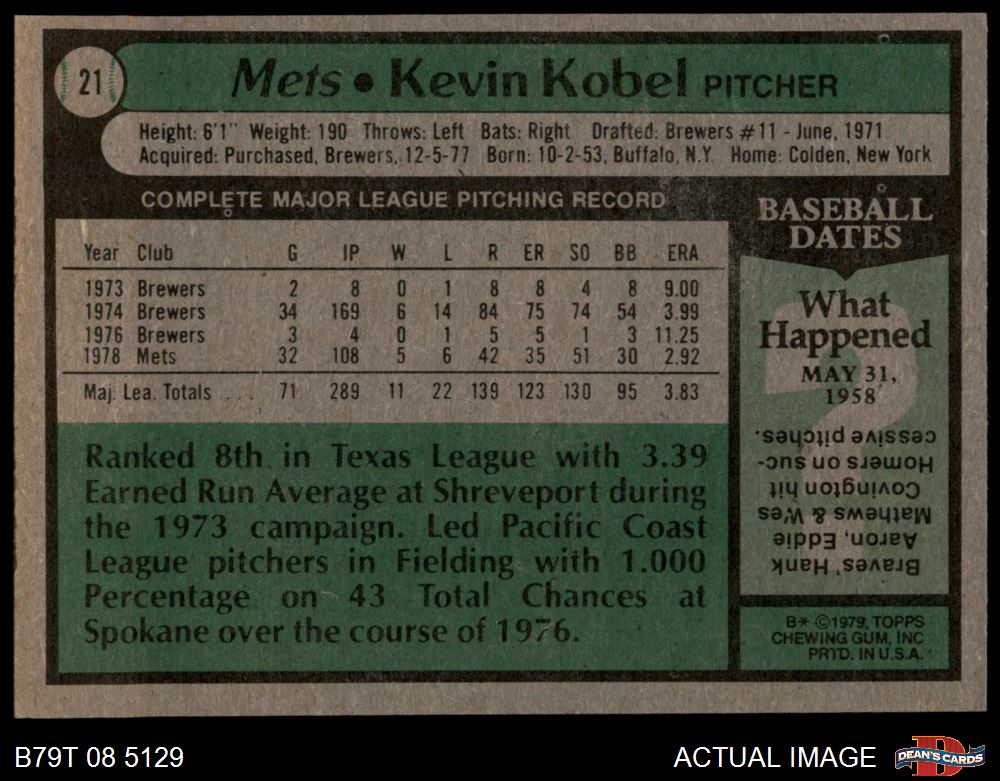 21
Mets • Kevin Kobel PITCHER
Height: 6'1" Weight: 190 Throws: Left Bats: Right Drafted: Brewers #11 - June, 1971
Acquired: Purchased, Brewers, 12-5-77 Born: 10-2-53, Buffalo, N.Y. Home: Colden, New York
COMPLETE MAJOR LEAGUE PITCHING RECORD
Year Club G IP W L R ER SO BB ERA
1973 Brewers 2 8 0 1 8 8 4 8 9.00
1974 Brewers 34 169 6 14 84 75 74 54 3.99
1976 Brewers 3 4 0 1 5 5 1 3 11.25
1978 Mets 32 108 5 6 42 35 51 30 2.92
Maj. Lea. Totals ... 71 289 11 22 139 123 130 95 3.83
Ranked 8th in Texas League with 3.39
Earned Run Average at Shreveport during
the 1973 campaign. Led Pacific Coast
League pitchers in Fielding with 1.000
Percentage on 43 Total Chances at
Spokane over the course of 1976.
BASEBALL
DATES
What
Happened
MAY 31,
1958
Braves' Hank
Aaron, Eddie
Mathews & Wes
Covington hit
Homers on suc-
cessive pitches.
B* ©1979, TOPPS
CHEWING GUM, INC
PRTD. IN U.S.A.
B79T 08 5129
ACTUAL IMAGE
D
DEAN'S CARDS